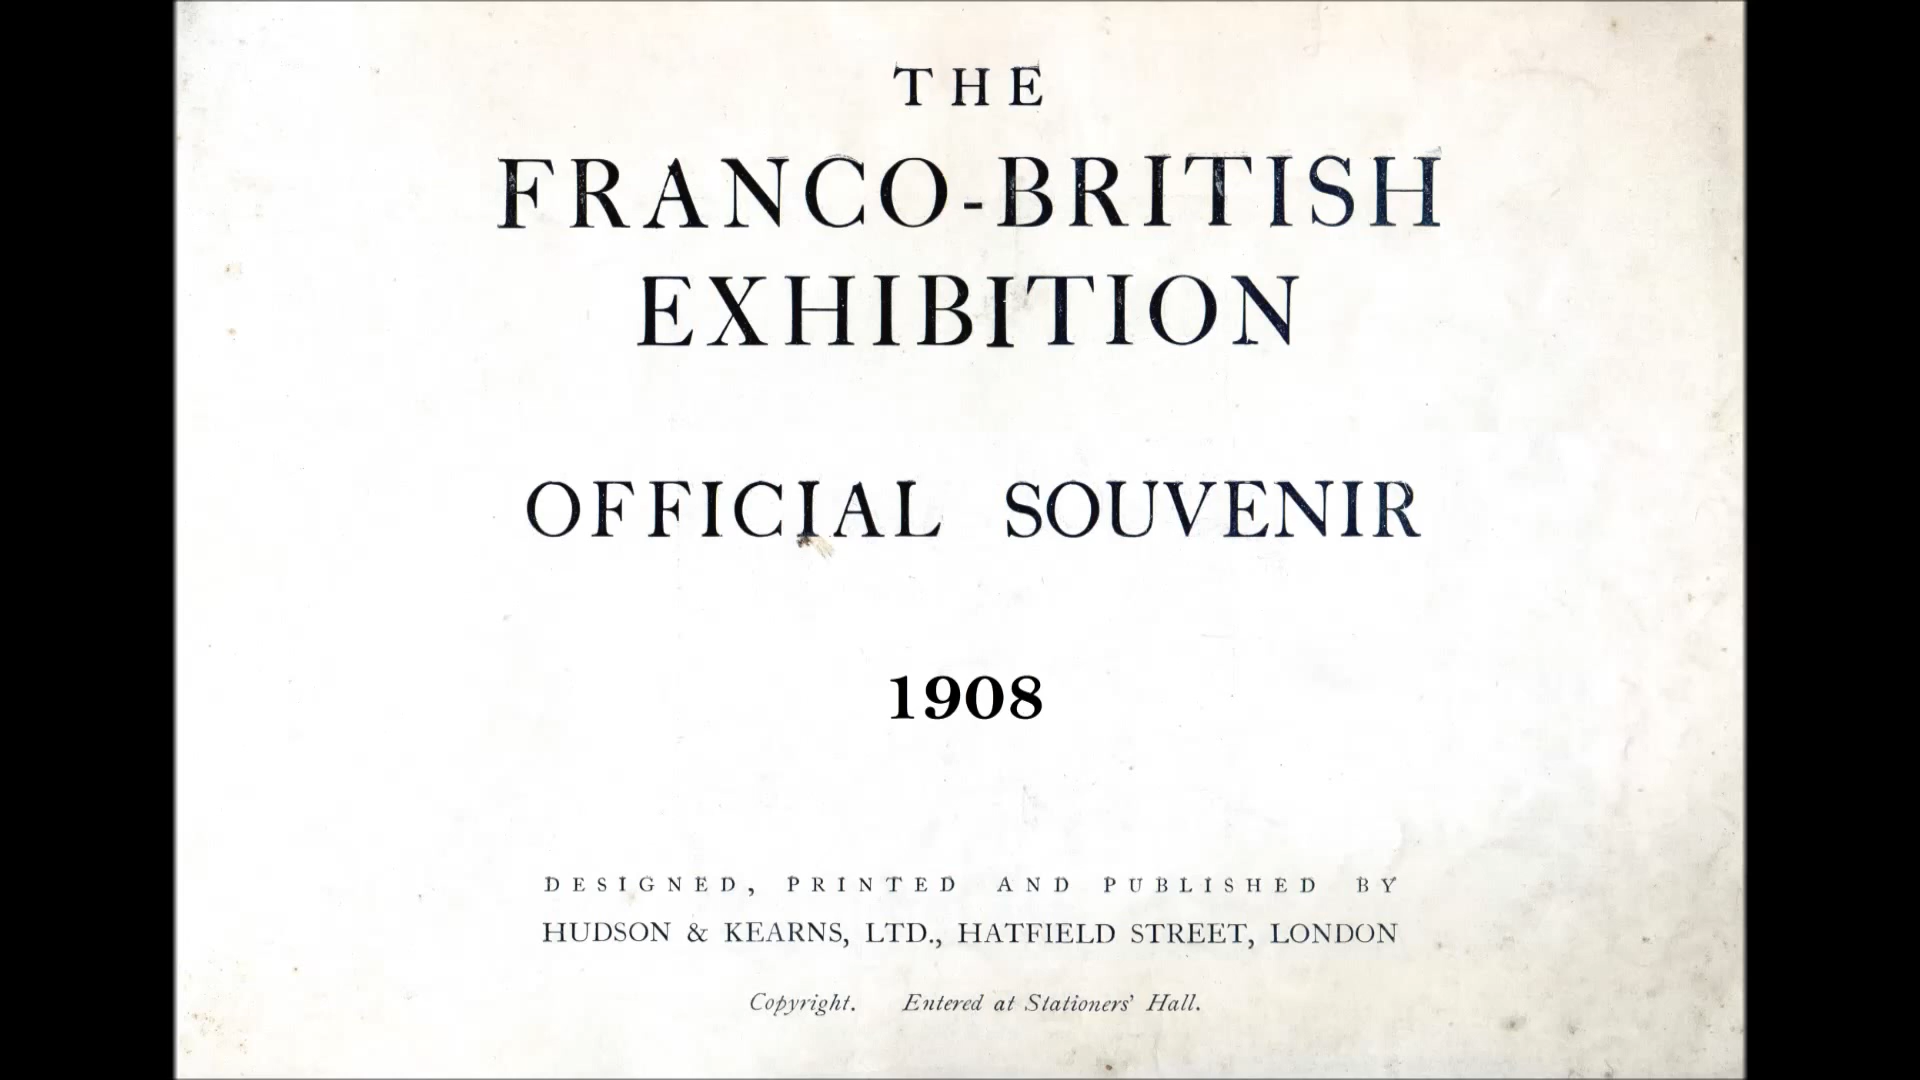 THE
FRANCO-BRITISH
EXHIBITION
OFFICIAL SOUVENIR
1908
DESIGNED, PRINTED AND PUBLISHED BY
HUDSON & KEARNS, LTD., HATFIELD STREET, LONDON
Copyright. Entered at Stationers' Hall.